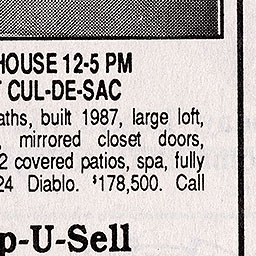 HOUSE 12-5 PM
CUL-DE-SAC
aths, built 1987, large loft,
mirrored closet doors,
2 covered patios, spa, fully
24 Diablo. $178,500. Call
p-U-Sell